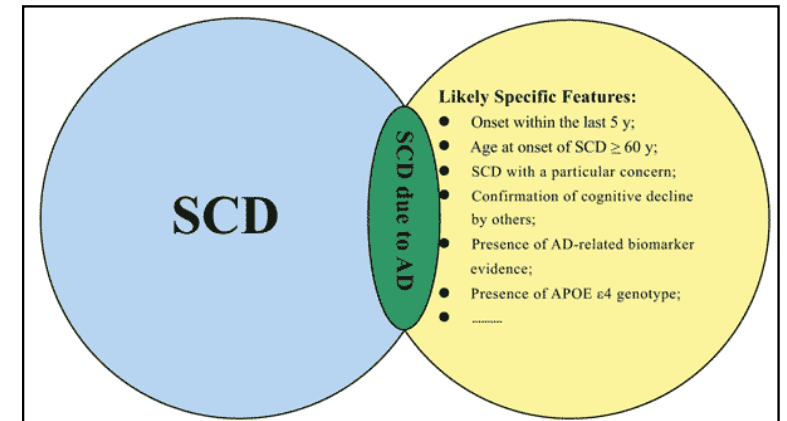 SCD
SCD due to AD
Likely Specific Features:
● Onset within the last 5 y;
● Age at onset of SCD ≥ 60 y;
● SCD with a particular concern;
● Confirmation of cognitive decline
by others;
● Presence of AD-related biomarker
evidence;
● Presence of APOE ε4 genotype;
● ..........